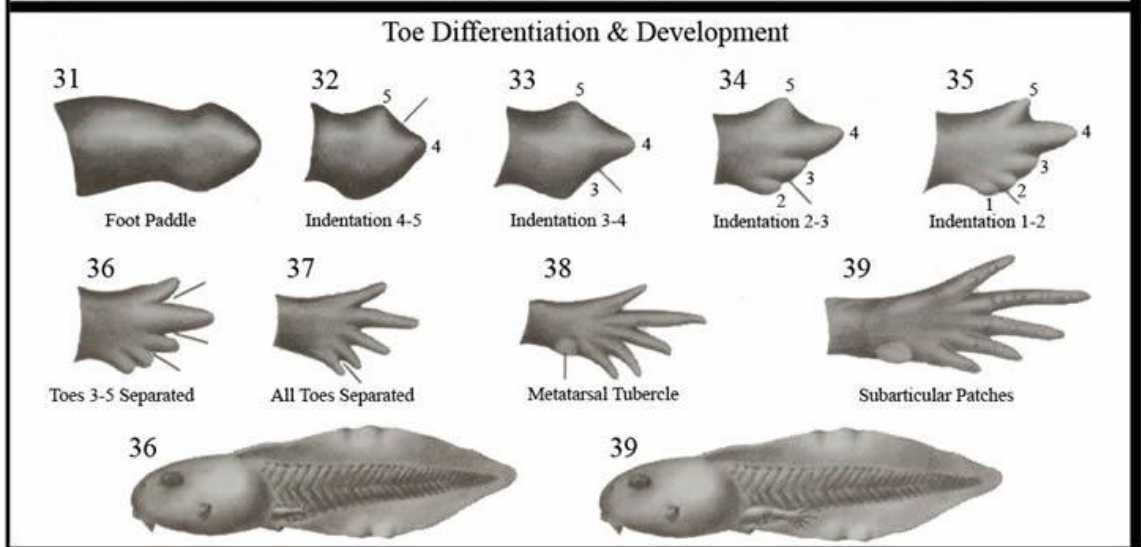 Toe Differentiation & Development
31 32 33 34 35
5 5 5 5
4 4 4 4
3 3 3
2 2
1
Foot Paddle Indentation 4-5 Indentation 3-4 Indentation 2-3 Indentation 1-2
36 37 38 39
Toes 3-5 Separated All Toes Separated Metatarsal Tubercle Subarticular Patches
36 39